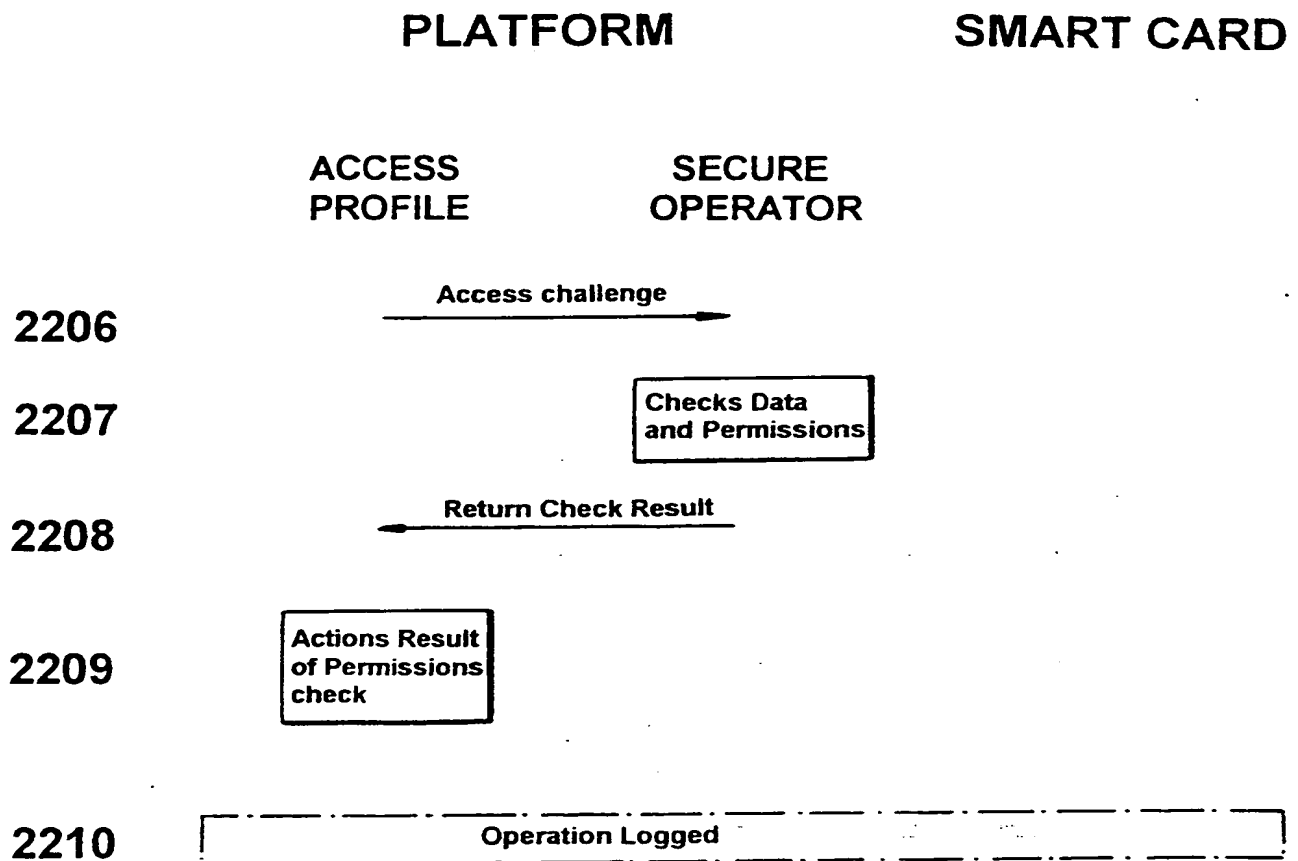 PLATFORM SMART CARD
ACCESS PROFILE
SECURE OPERATOR
2206 Access challenge
2207 Checks Data
and Permissions
2208 Return Check Result
2209 Actions Result
of Permissions
check
2210 Operation Logged